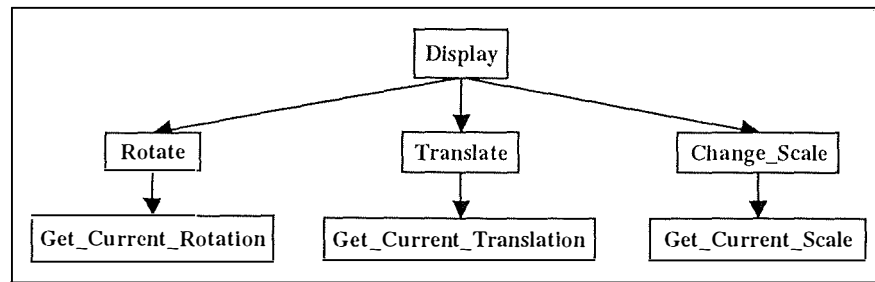 Display
Rotate
Translate
Change_Scale
Get_Current_Rotation
Get_Current_Translation
Get_Current_Scale